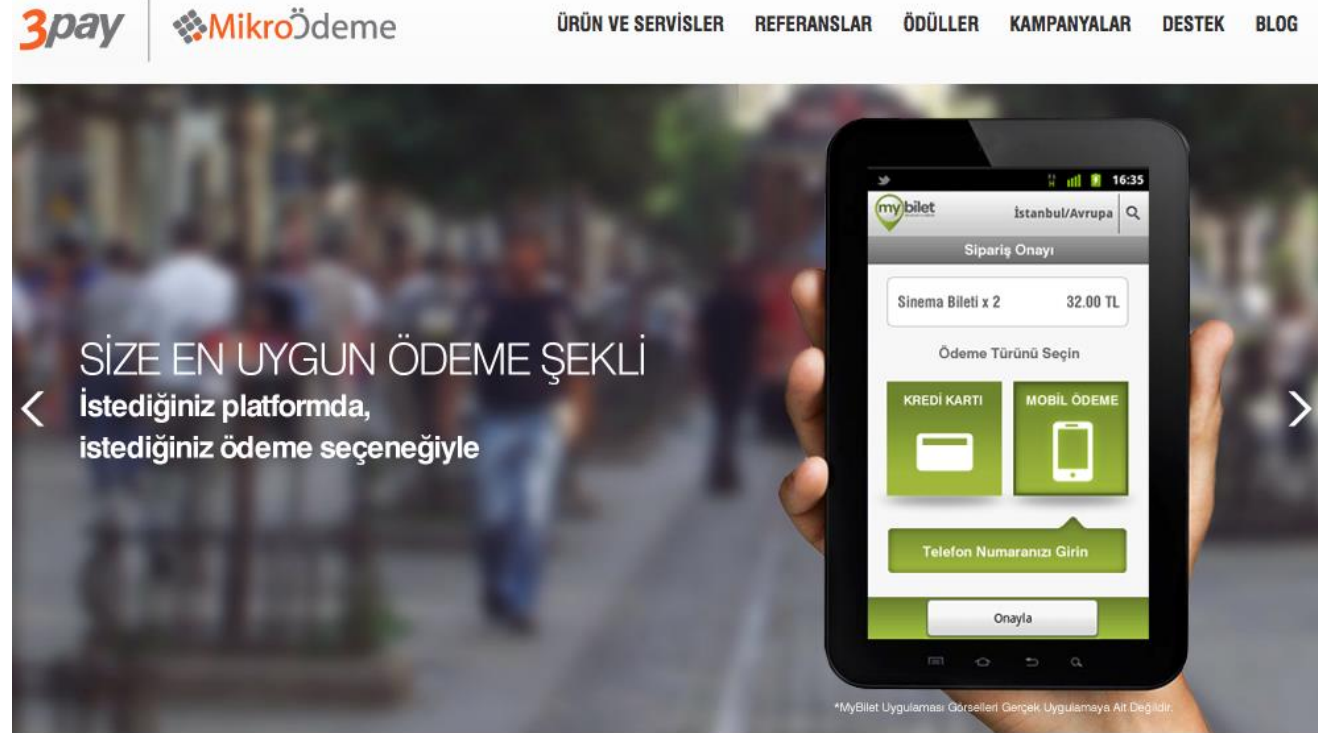 3pay MikroÖdeme ÜRÜN VE SERVİSLER REFERANSLAR ÖDÜLLER KAMPANYALAR DESTEK BLOG
16:35
mybilet İstanbul/Avrupa
Sipariş Onayı
Sinema Bileti x 2 32.00 TL
Ödeme Türünü Seçin
KREDİ KARTI MOBİL ÖDEME
Telefon Numaranızı Girin
Onayla
SİZE EN UYGUN ÖDEME ŞEKLİ
İstediğiniz platformda,
istediğiniz ödeme seçeneğiyle
*MyBilet Uygulaması Görselleri Gerçek Uygulamaya Ait Değildir.